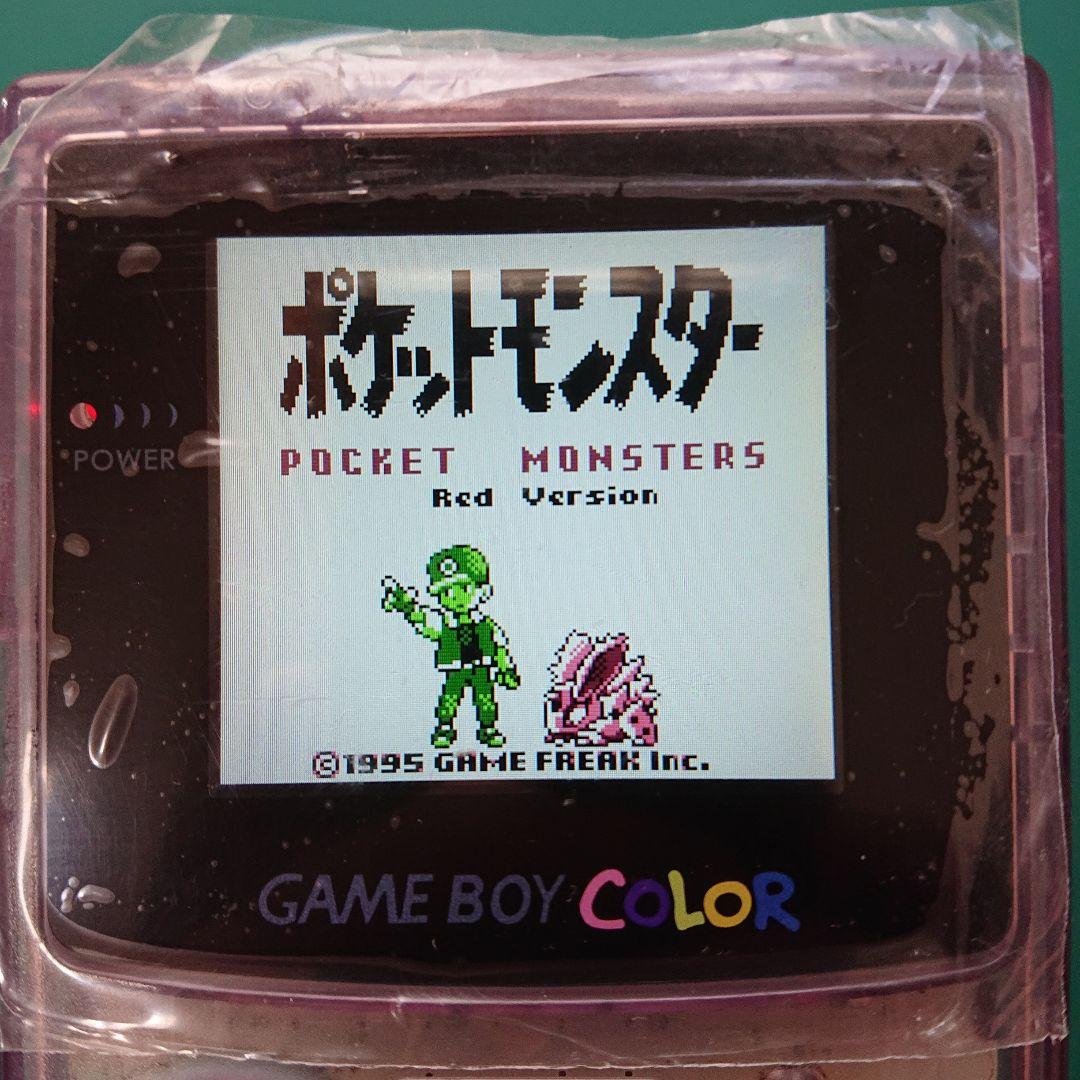 ポケットモンスター
POCKET MONSTERS
Red Version
©1995 GAME FREAK Inc.
POWER
GAME BOY COLOR